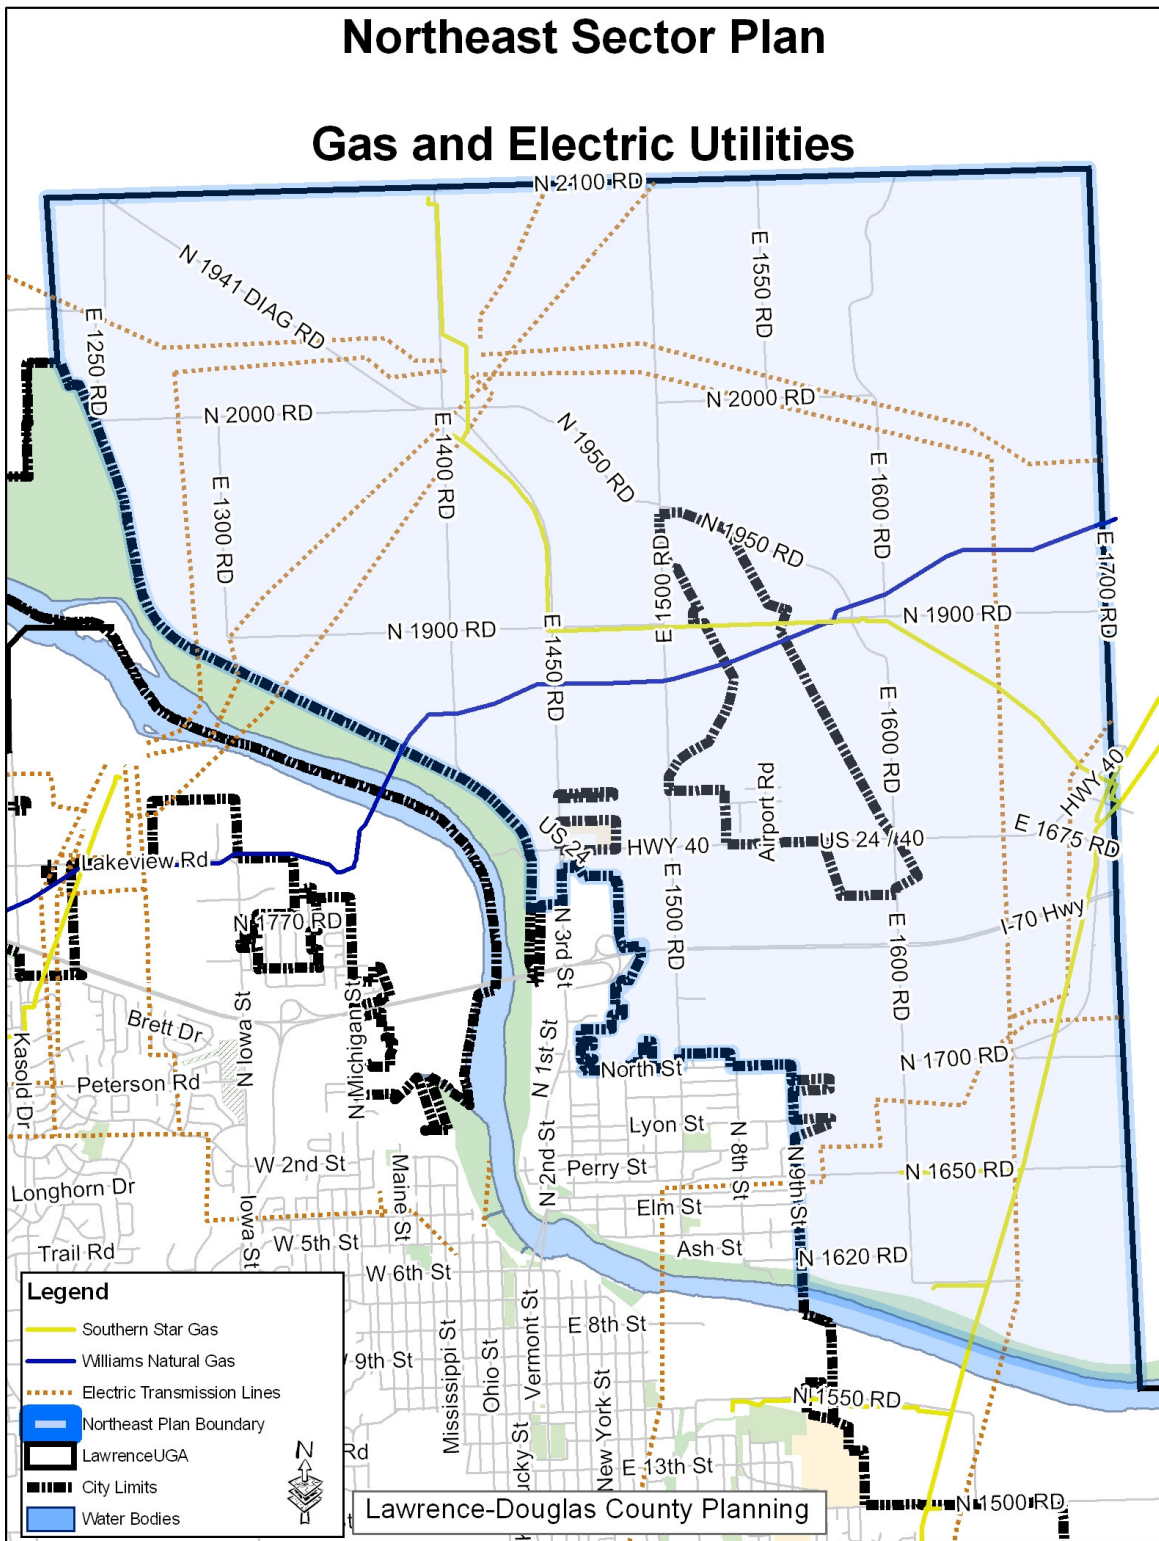 Northeast Sector Plan
Gas and Electric Utilities
N 2100 RD
N 1941 DIAG RD
E 1550 RD
E 1250 RD
N 2000 RD
N 2000 RD
E 1400 RD
N 1950 RD
E 1300 RD
E 1600 RD
N 1950 RD
E 1500 RD
E 1700 RD
N 1900 RD
N 1900 RD
E 1450 RD
E 1600 RD
HWY 40
US 24
HWY 40
Airport Rd
US 24 / 40
E 1675 RD
Lakeview Rd
N 1770 RD
N 3rd St
E 1500 RD
I-70 Hwy
E 1600 RD
Brett Dr
N Iowa St
N Michigan St
N 1st St
North St
N 1700 RD
Kasold Dr
Peterson Rd
Lyon St
N 8th St
W 2nd St
Maine St
N 2nd St
Perry St
N 9th St
N 1650 RD
Longhorn Dr
Iowa St
Elm St
Trail Rd
W 5th St
Ash St
N 1620 RD
W 6th St
Legend
Southern Star Gas
Williams Natural Gas
Electric Transmission Lines
Northeast Plan Boundary
LawrenceUGA
City Limits
Water Bodies
N
Mississippi St
Ohio St
Vermont St
E 8th St
9th St
New York St
N 1550 RD
Rd
ucky St
E 13th St
N 1500 RD
Lawrence-Douglas County Planning